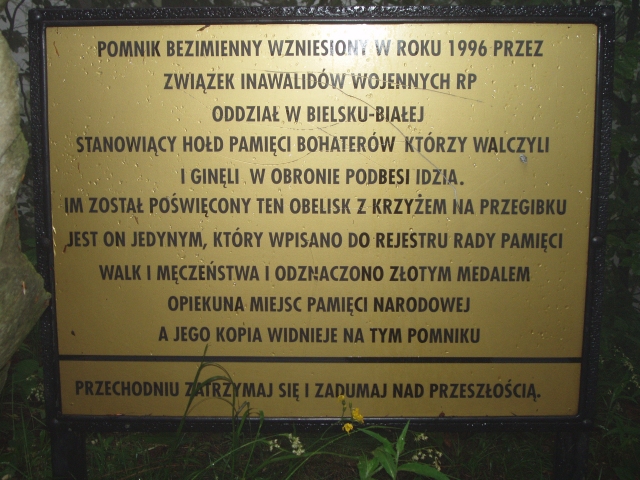 POMNIK BEZIMIENNY WZNIESIONY W ROKU 1996 PRZEZ
ZWIĄZEK INAWALIDÓW WOJENNYCH RP
ODDZIAŁ W BIELSKU-BIAŁEJ
STANOWIĄCY HOŁD PAMIĘCI BOHATERÓW KTÓRZY WALCZYLI
I GINĘLI W OBRONIE PODBESI IDZIA.
IM ZOSTAŁ POŚWIĘCONY TEN OBELISK Z KRZYŻEM NA PRZEGIBKU
JEST ON JEDYNYM, KTÓRY WPISANO DO REJESTRU RADY PAMIĘCI
WALK I MĘCZEŃSTWA I ODZNACZONO ZŁOTYM MEDALEM
OPIEKUNA MIEJSC PAMIĘCI NARODOWEJ
A JEGO KOPIA WIDNIEJE NA TYM POMNIKU
PRZECHODNIU ZATRZYMAJ SIĘ I ZADUMAJ NAD PRZESZŁOŚCIĄ.